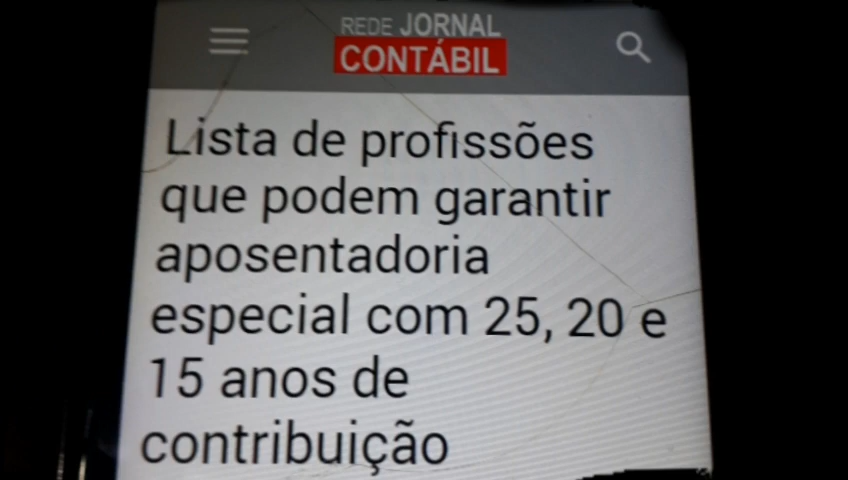 REDE JORNAL
CONTÁBIL
Lista de profissões
que podem garantir
aposentadoria
especial com 25, 20 e
15 anos de
contribuição